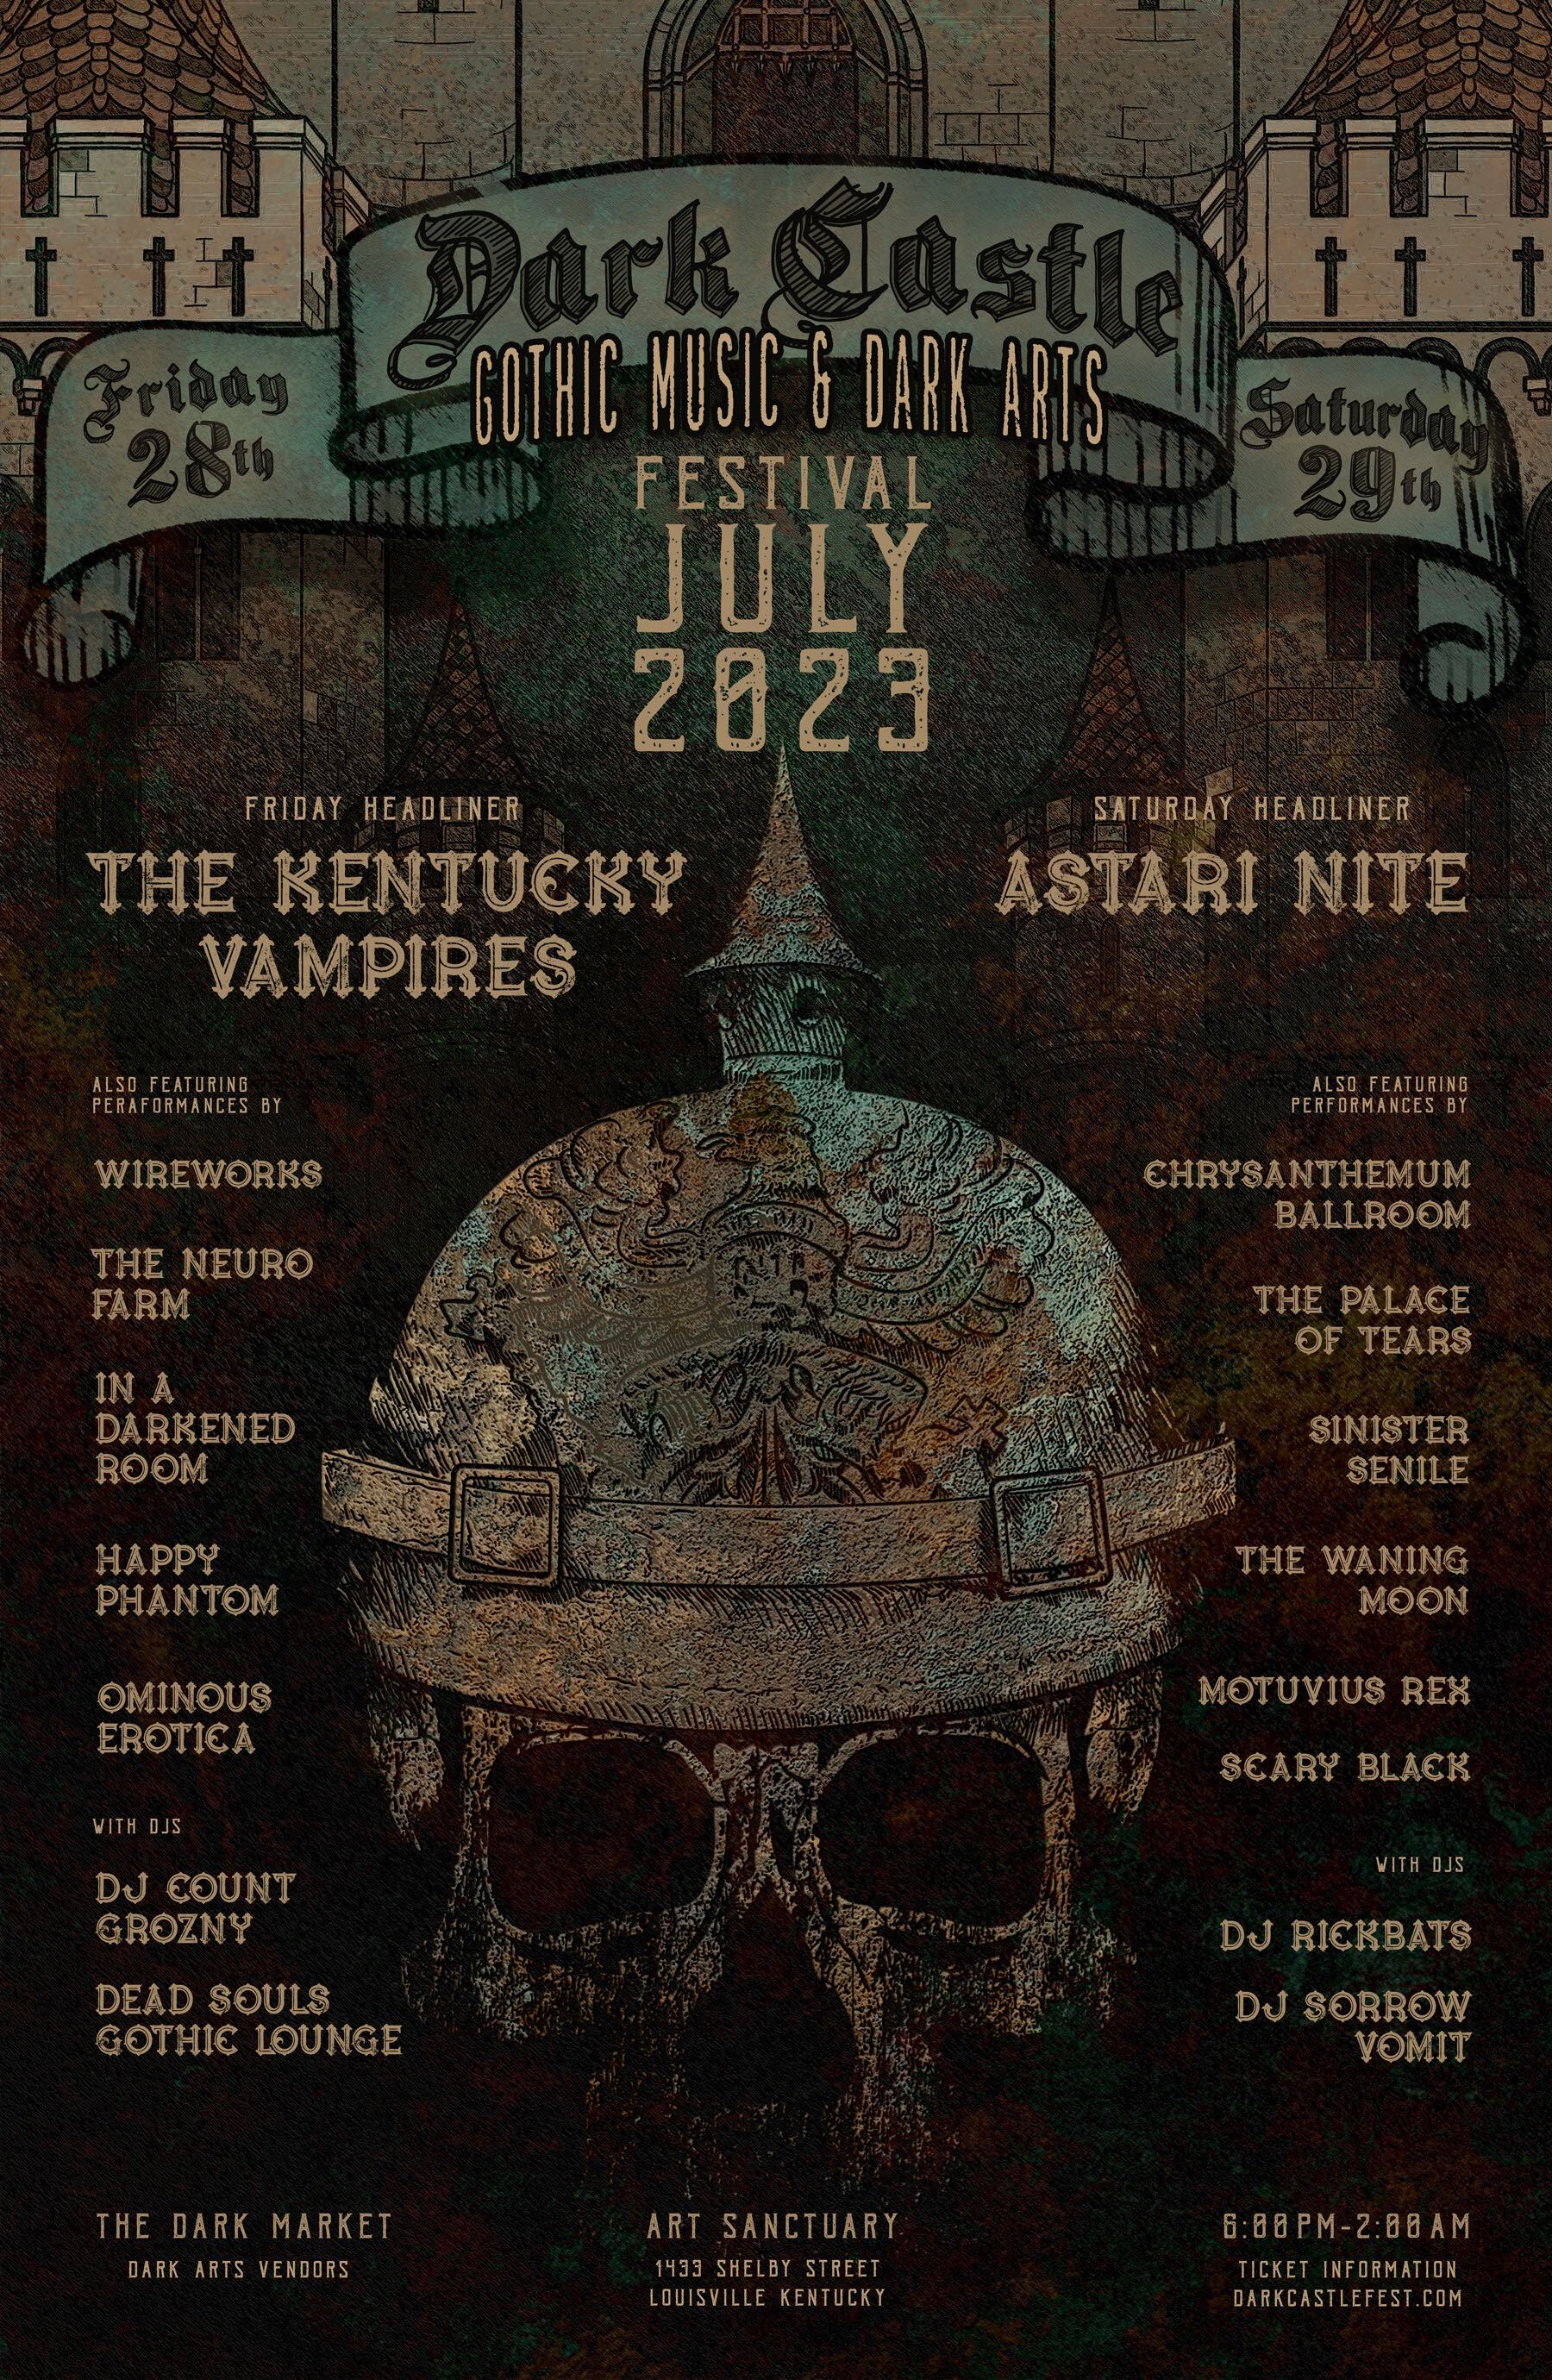 Dark Castle
GOTHIC MUSIC & DARK ARTS
Friday
28th
Saturday
29th
FESTIVAL
JULY
2023
FRIDAY HEADLINER
THE KENTUCKY
VAMPIRES
SATURDAY HEADLINER
ASTARI NITE
ALSO FEATURING
PERAFORMANCES BY
WIREWORKS
THE NEURO
FARM
IN A
DARKENED
ROOM
HAPPY
PHANTOM
OMINOUS
EROTICA
WITH DJS
DJ COUNT
GROZNY
DEAD SOULS
GOTHIC LOUNGE
ALSO FEATURING
PERFORMANCES BY
CHRYSANTHEMUM
BALLROOM
THE PALACE
OF TEARS
SINISTER
SENILE
THE WANING
MOON
MOTUVIUS REX
SCARY BLACK
WITH DJS
DJ RICKBATS
DJ SORROW
VOMIT
THE DARK MARKET
DARK ARTS VENDORS
ART SANCTUARY
1433 SHELBY STREET
LOUISVILLE KENTUCKY
6:00PM-2:00AM
TICKET INFORMATION
DARKCASTLEFEST.COM